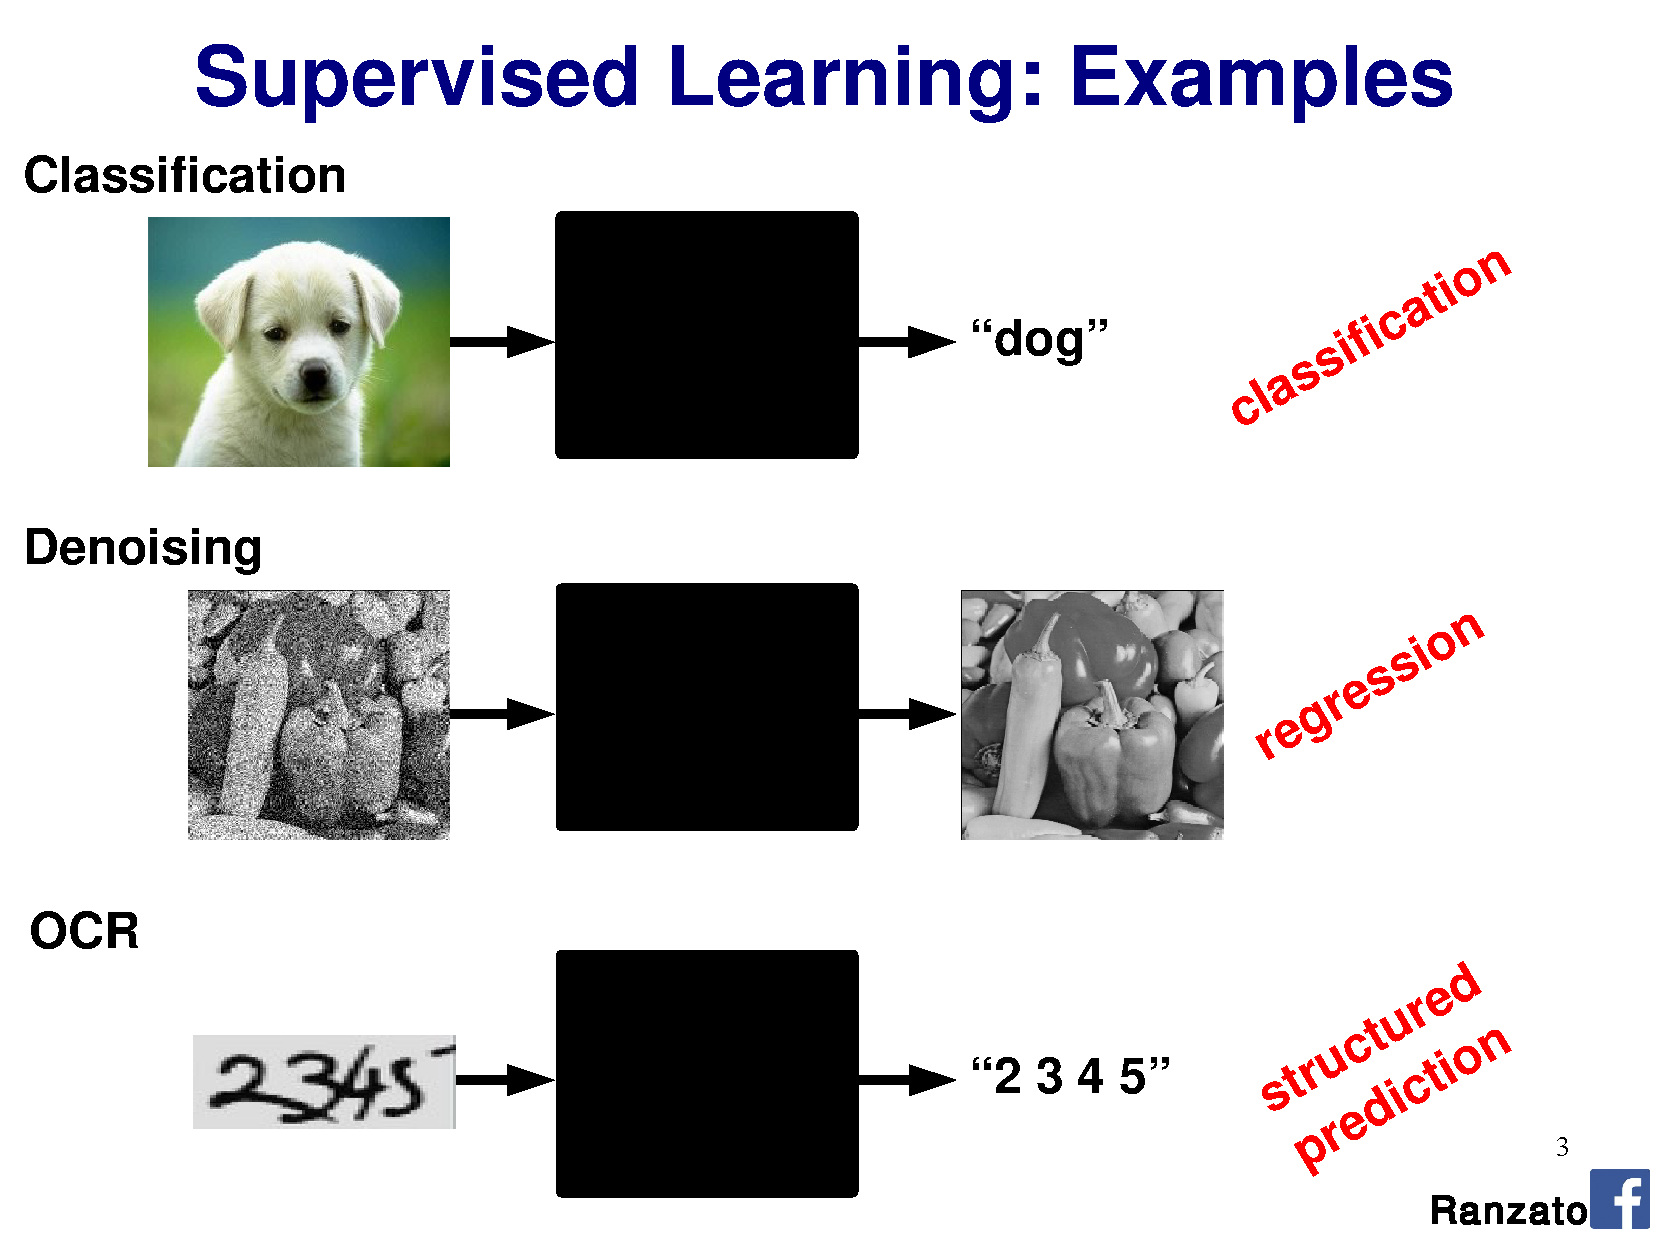 Supervised Learning: Examples
Classification
“dog”
classification
Denoising
regression
OCR
2345
“2 3 4 5”
structured
prediction
3
Ranzato
f